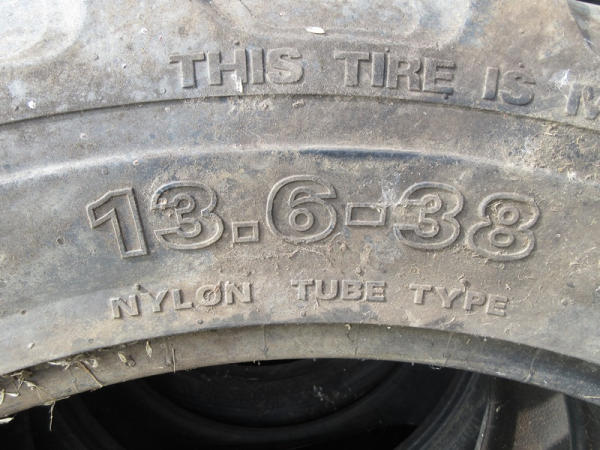 THIS TIRE IS
13.6-38
NYLON TUBE TYPE